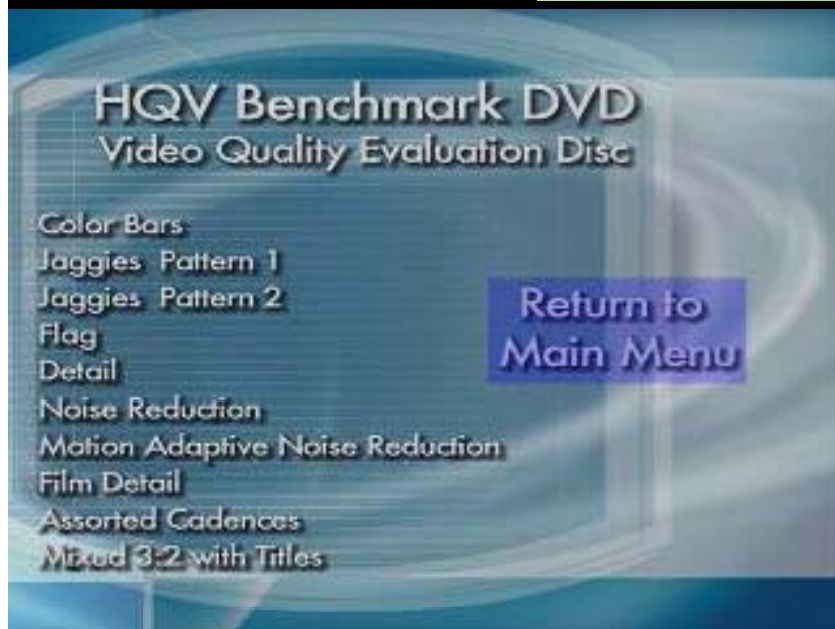 HQV Benchmark DVD
Video Quality Evaluation Disc
Color Bars
Jaggies Pattern 1
Jaggies Pattern 2
Flag
Detail
Noise Reduction
Motion Adaptive Noise Reduction
Film Detail
Assorted Cadences
Mixed 3:2 with Titles
Return to
Main Menu